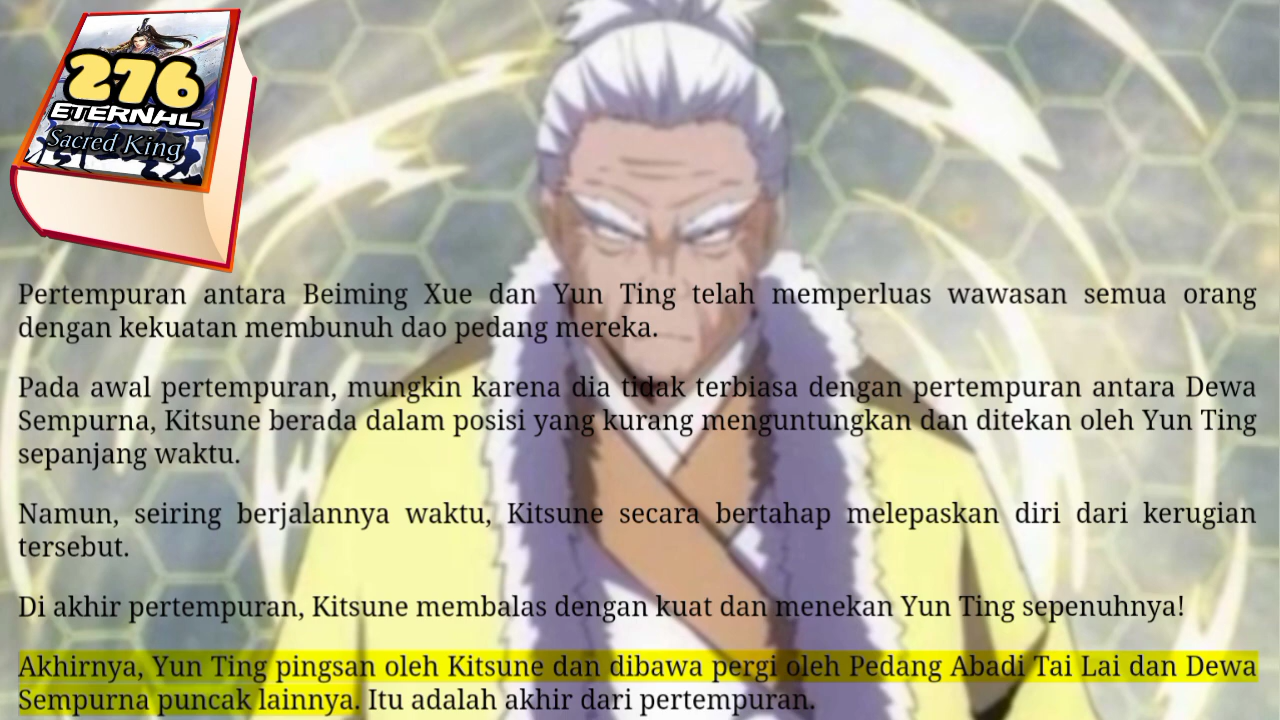 276
ETERNAL
Sacred King
Pertempuran antara Beiming Xue dan Yun Ting telah memperluas wawasan semua orang
dengan kekuatan membunuh dao pedang mereka.
Pada awal pertempuran, mungkin karena dia tidak terbiasa dengan pertempuran antara Dewa
Sempurna, Kitsune berada dalam posisi yang kurang menguntungkan dan ditekan oleh Yun Ting
sepanjang waktu.
Namun, seiring berjalannya waktu, Kitsune secara bertahap melepaskan diri dari kerugian
tersebut.
Di akhir pertempuran, Kitsune membalas dengan kuat dan menekan Yun Ting sepenuhnya!
Akhirnya, Yun Ting pingsan oleh Kitsune dan dibawa pergi oleh Pedang Abadi Tai Lai dan Dewa
Sempurna puncak lainnya. Itu adalah akhir dari pertempuran.